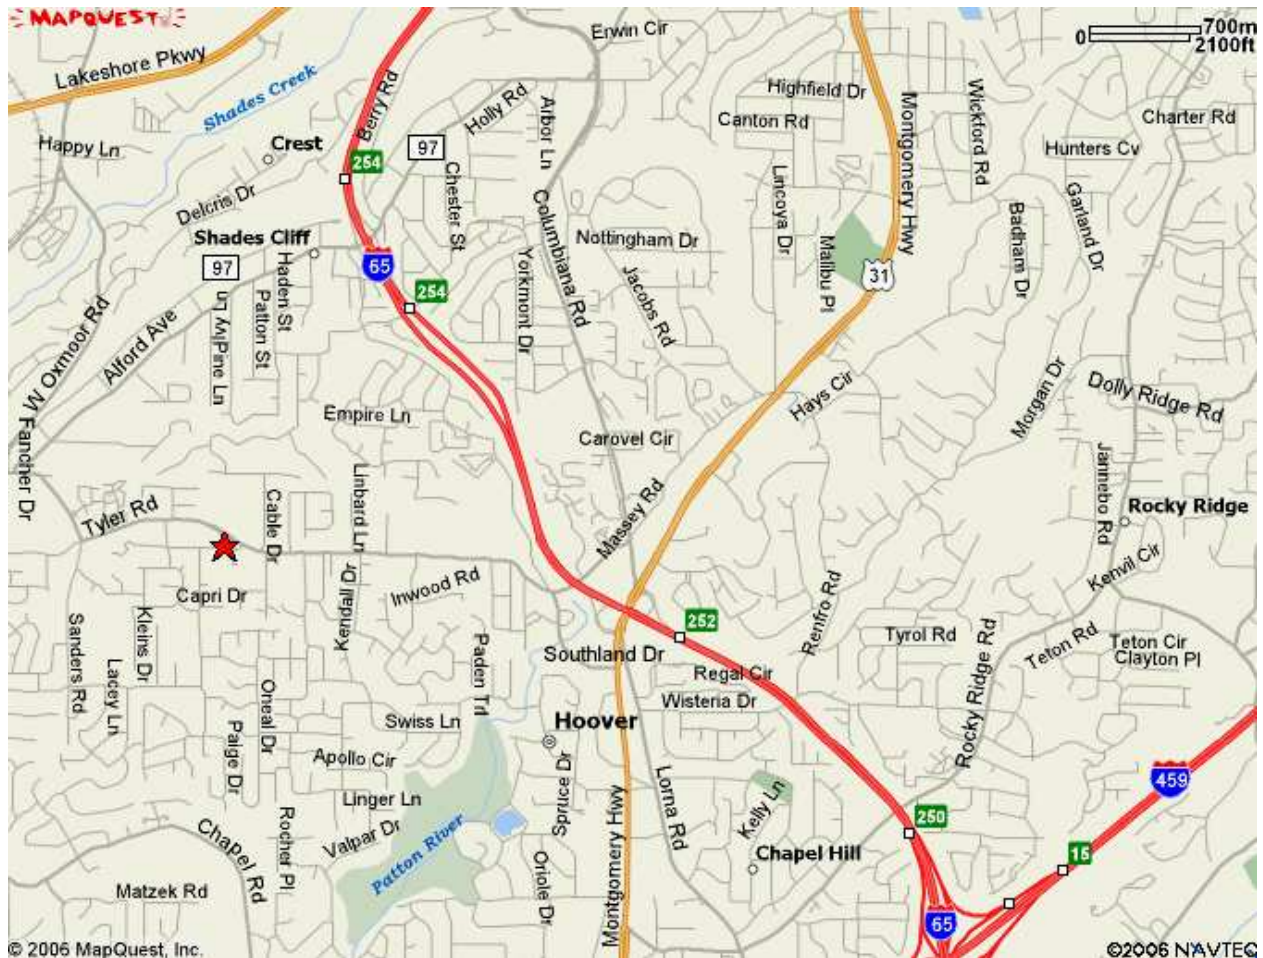 MAPQUEST
700m
0
2100ft
Erwin Cir
Lakeshore Pkwy
Shades Creek
Berry Rd
Holly Rd
Arbor Ln
Highfield Dr
Canton Rd
Montgomery Hwy
Wickford Rd
Charter Rd
Happy Ln
Crest
254
97
Hunters Cv
Chester St
Columbiana Rd
Lincoya Dr
Delcris Dr
Garland Dr
Badham Dr
Shades Cliff
Nottingham Dr
Malibu Pl
97
65
31
Haden St
Yorkmont Dr
Jacobs Rd
254
Ivy Ln
Pine Ln
Patton St
W Oxmoor Rd
Alford Ave
Hays Cir
Morgan Dr
Dolly Ridge Rd
Empire Ln
Carovel Cir
Fancher Dr
Tyler Rd
Cable Dr
Linbard Ln
Massey Rd
Jannebo Rd
Rocky Ridge
Kenvil Cir
Capri Dr
Kendall Dr
Inwood Rd
Renfro Rd
252
Kleins Dr
Sanders Rd
Tyrol Rd
Rocky Ridge Rd
Teton Rd
Teton Cir
Clayton Pl
Southland Dr
Paden Trl
Regal Cir
Lacey Ln
Wisteria Dr
Oneal Dr
Swiss Ln
Hoover
Paige Dr
Apollo Cir
Spruce Dr
459
Lorna Rd
Linger Ln
Kelly Ln
250
Rocher Pl
Valpar Dr
Patton River
Montgomery Hwy
Chapel Rd
Chapel Hill
15
Oriole Dr
Matzek Rd
65
© 2006 MapQuest, Inc.
©2006 NAVTEQ